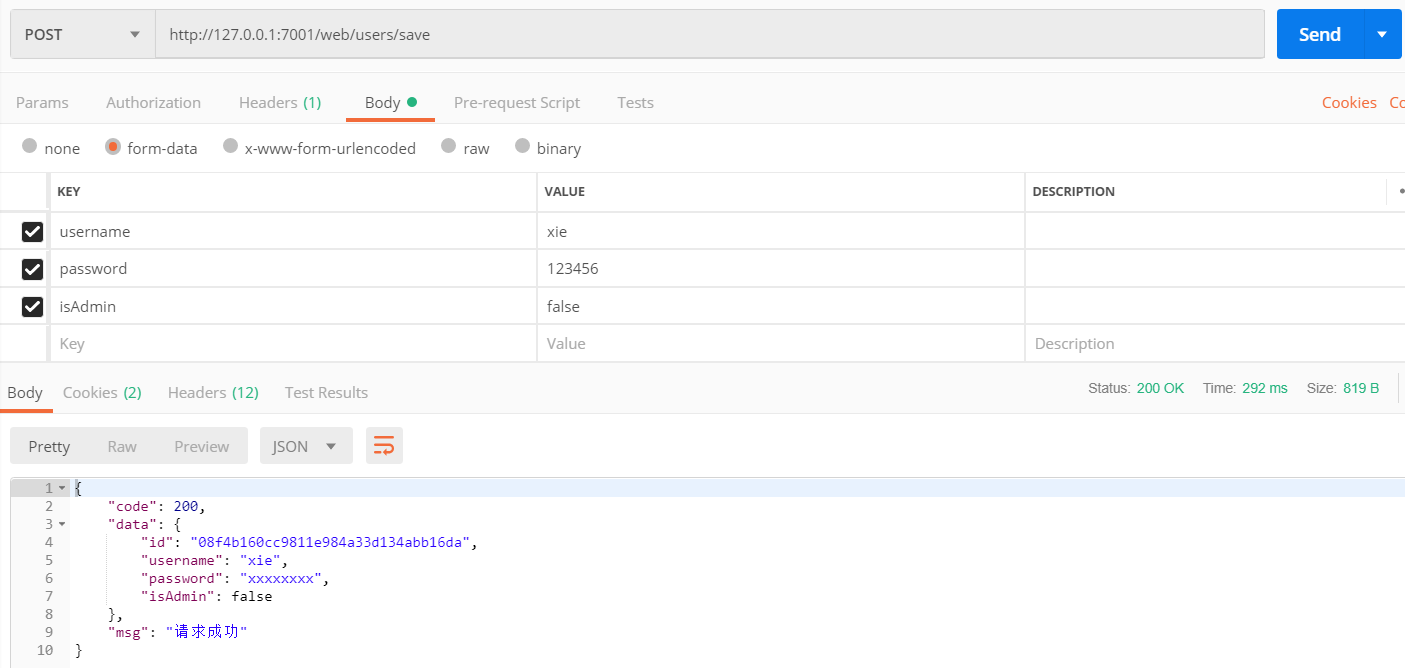 POST http://127.0.0.1:7001/web/users/save Send
Params Authorization Headers (1) Body Pre-request Script Tests Cookies Co
none form-data x-www-form-urlencoded raw binary
KEY VALUE DESCRIPTION
username xie
password 123456
isAdmin false
Key Value Description
Body Cookies (2) Headers (12) Test Results Status: 200 OK Time: 292 ms Size: 819 B
Pretty Raw Preview JSON
1 {
2 "code": 200,
3 "data": {
4 "id": "08f4b160cc9811e984a33d134abb16da",
5 "username": "xie",
6 "password": "xxxxxxxx",
7 "isAdmin": false
8 },
9 "msg": "请求成功"
10 }